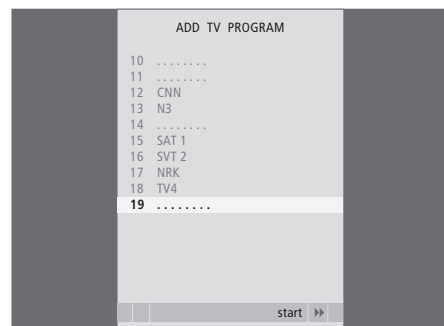 ADD TV PROGRAM
10 ........
11 ........
12 CNN
13 N3
14 ........
15 SAT 1
16 SVT 2
17 NRK
18 TV4
19 ........
start